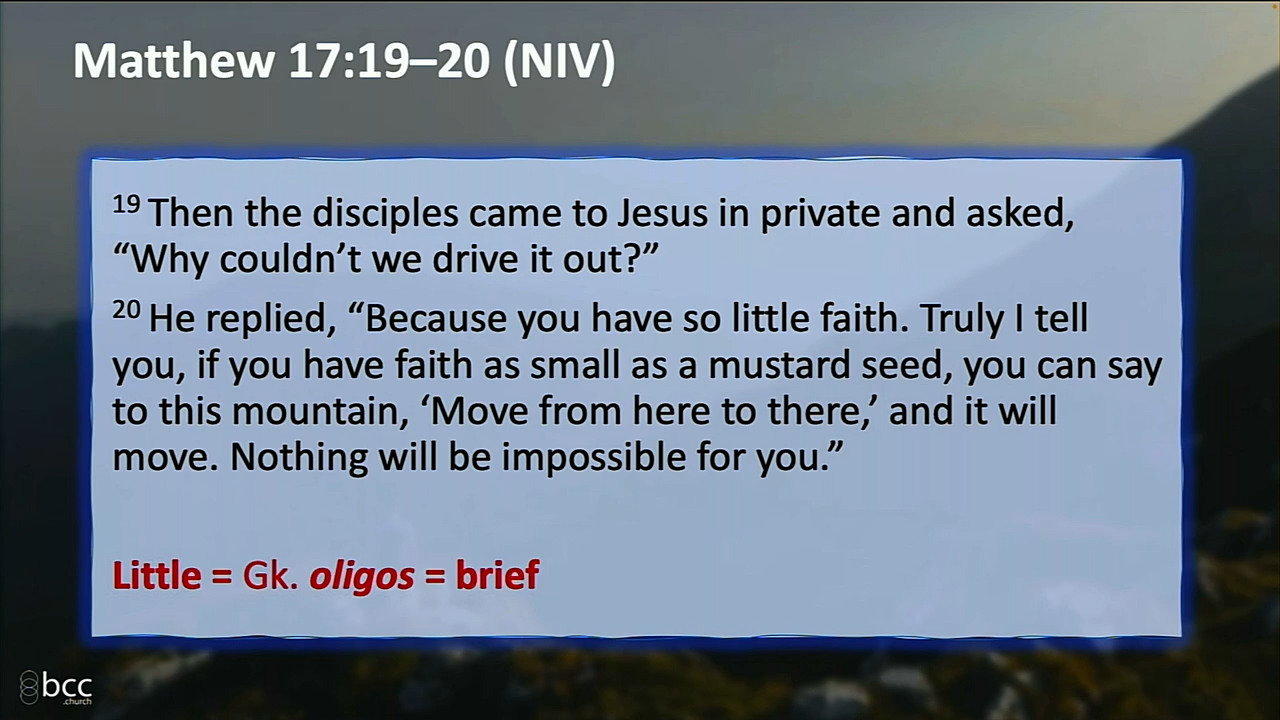 Matthew 17:19–20 (NIV)
19 Then the disciples came to Jesus in private and asked,
“Why couldn’t we drive it out?”
20 He replied, “Because you have so little faith. Truly I tell
you, if you have faith as small as a mustard seed, you can say
to this mountain, ‘Move from here to there,’ and it will
move. Nothing will be impossible for you.”
Little = Gk. oligos = brief
bcc
.church